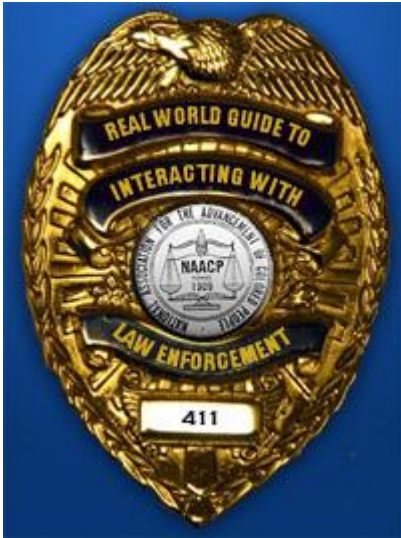 REAL WORLD GUIDE TO
INTERACTING WITH
NATIONAL ASSOCIATION FOR THE ADVANCEMENT OF COLORED PEOPLE
NAACP
FOUNDED
1909
LAW ENFORCEMENT
411